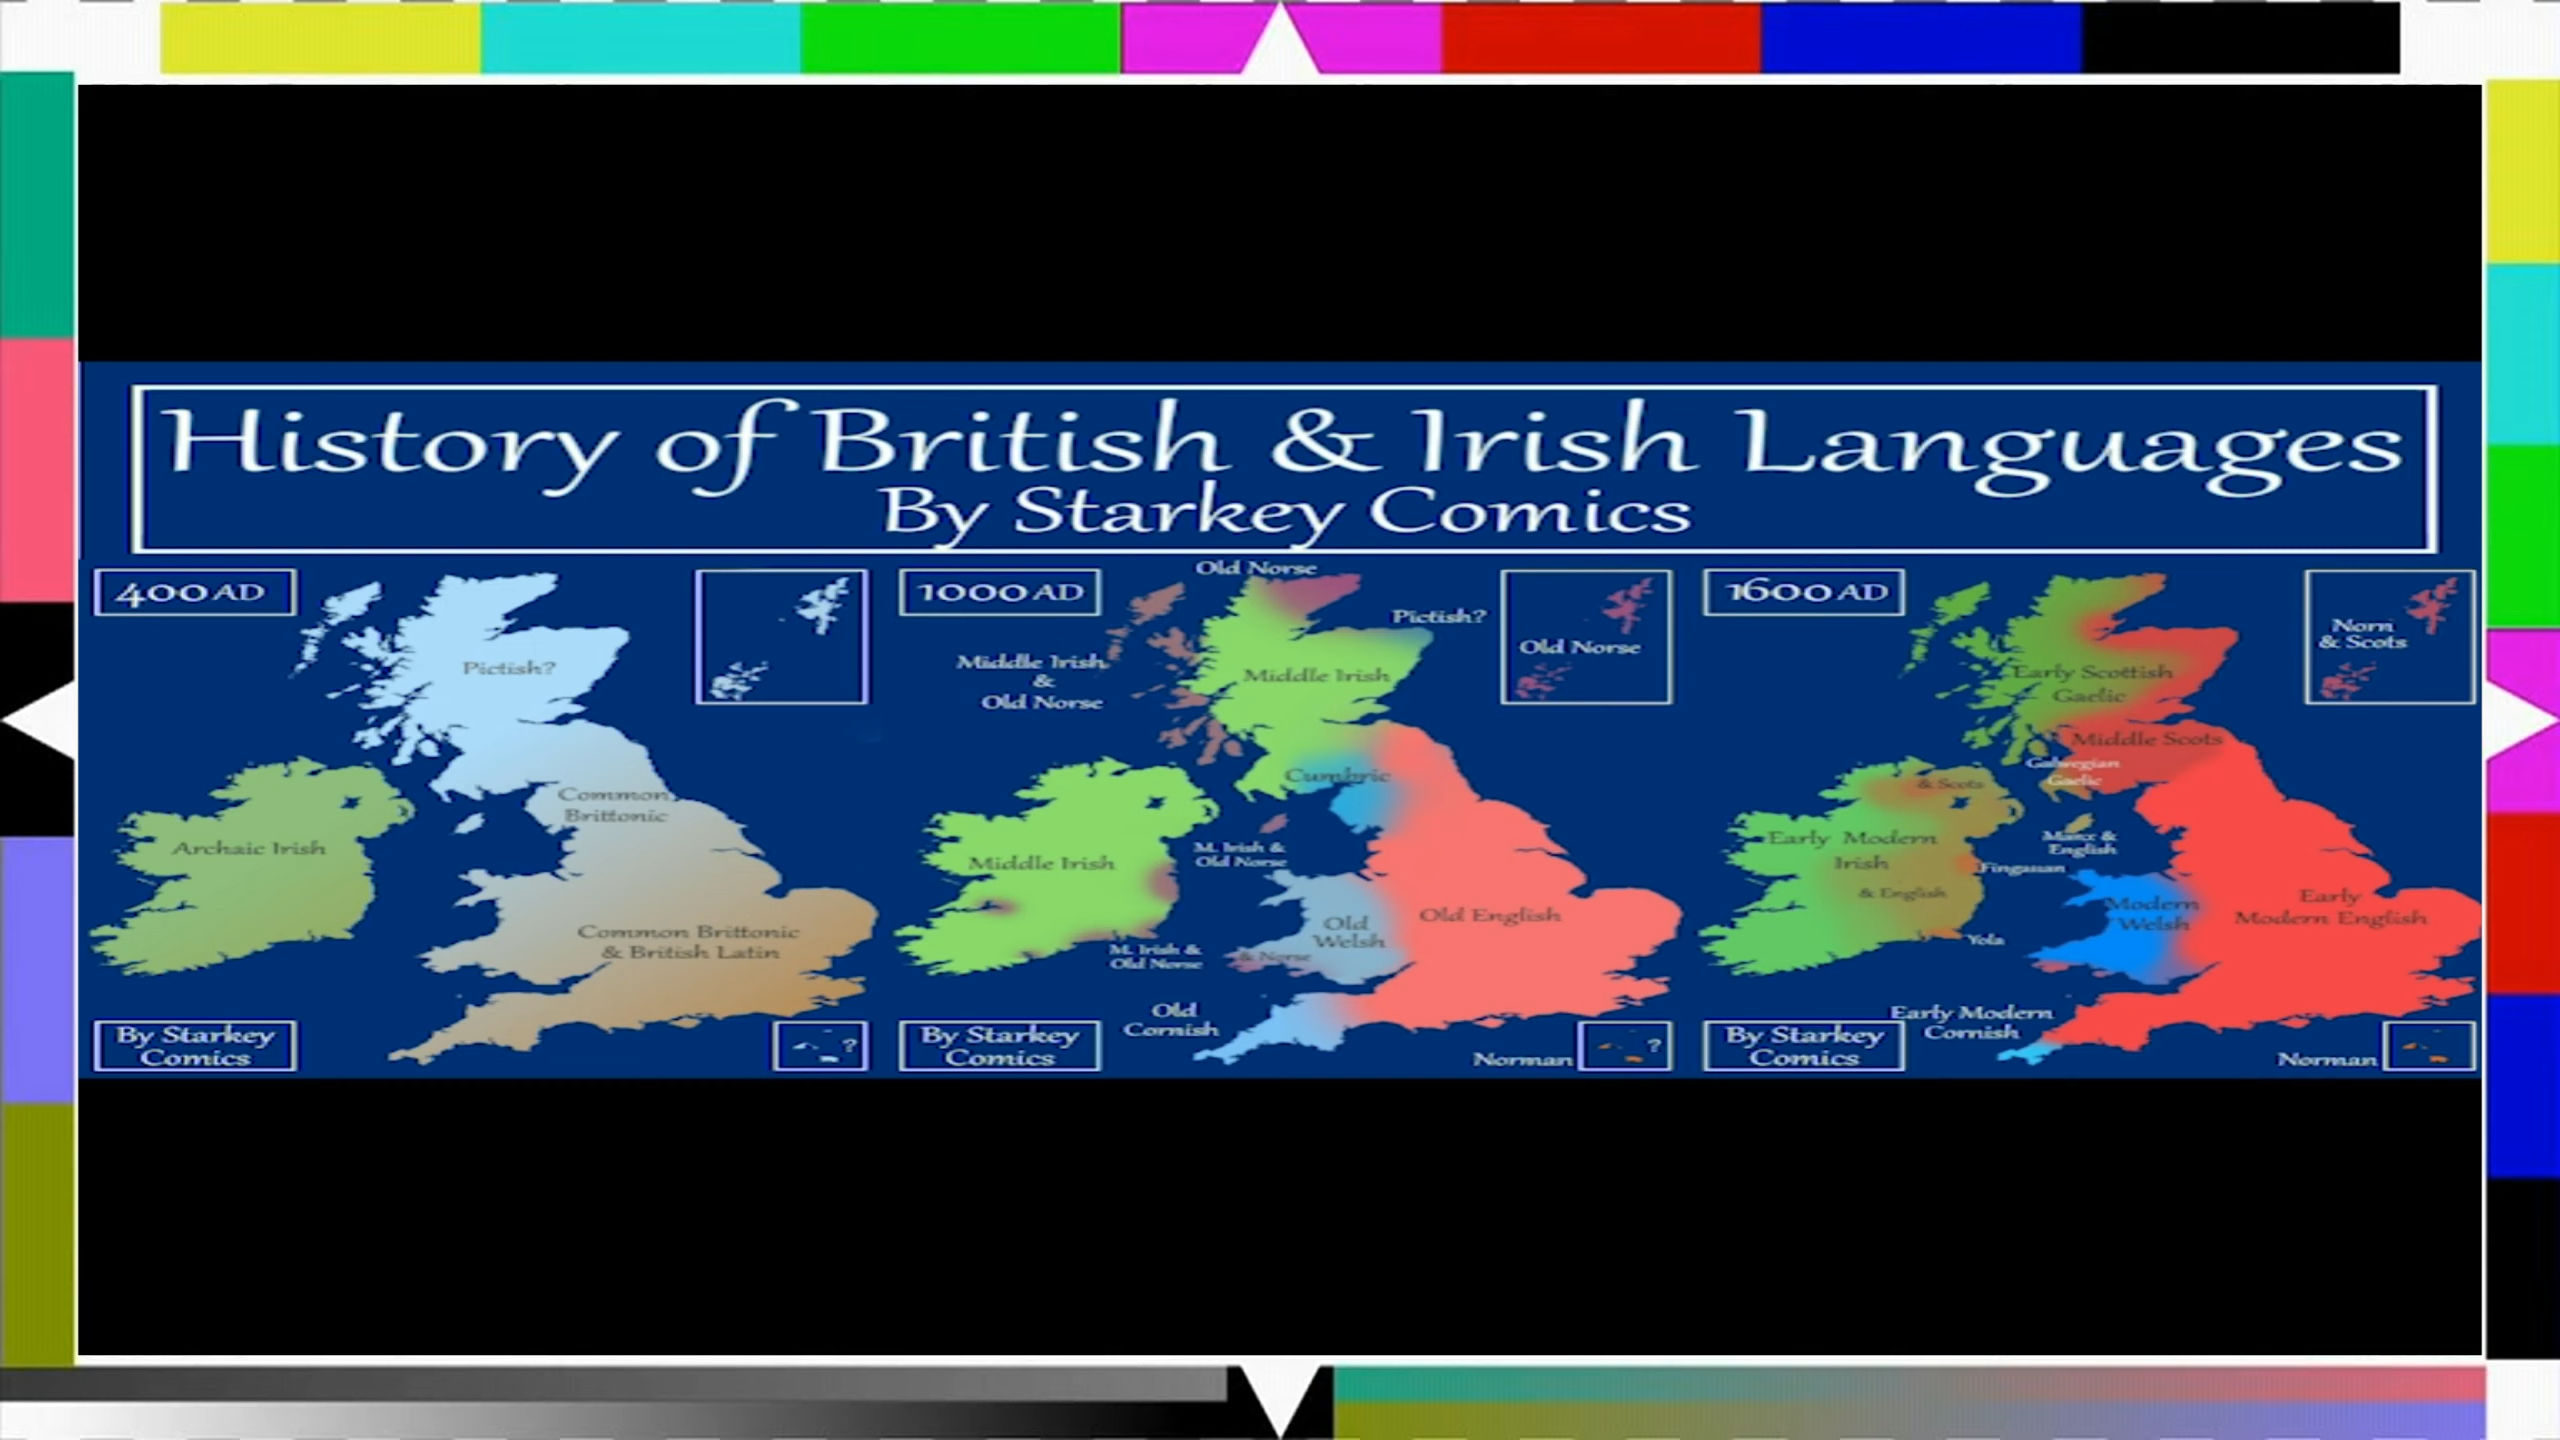 History of British & Irish Languages
By Starkey Comics
400 AD
Pictish?
Common
Brittonic
Archaic Irish
Common Brittonic
& British Latin
By Starkey
Comics
?
1000 AD
Old Norse
Pictish?
Middle Irish
&
Old Norse
Middle Irish
Old Norse
Cumbric
Middle Irish
M. Irish &
Old Norse
Old English
Old
Welsh
M. Irish &
Old Norse
& Norse
Old
Cornish
By Starkey
Comics
Norman
?
1600 AD
Norn
& Scots
Early Scottish
Gaelic
Middle Scots
Galwegian
Gaelic
& Scots
Early Modern
Irish
& English
Manx &
English
Fingalian
Yola
Modern
Welsh
Early
Modern English
Early Modern
Cornish
By Starkey
Comics
Norman